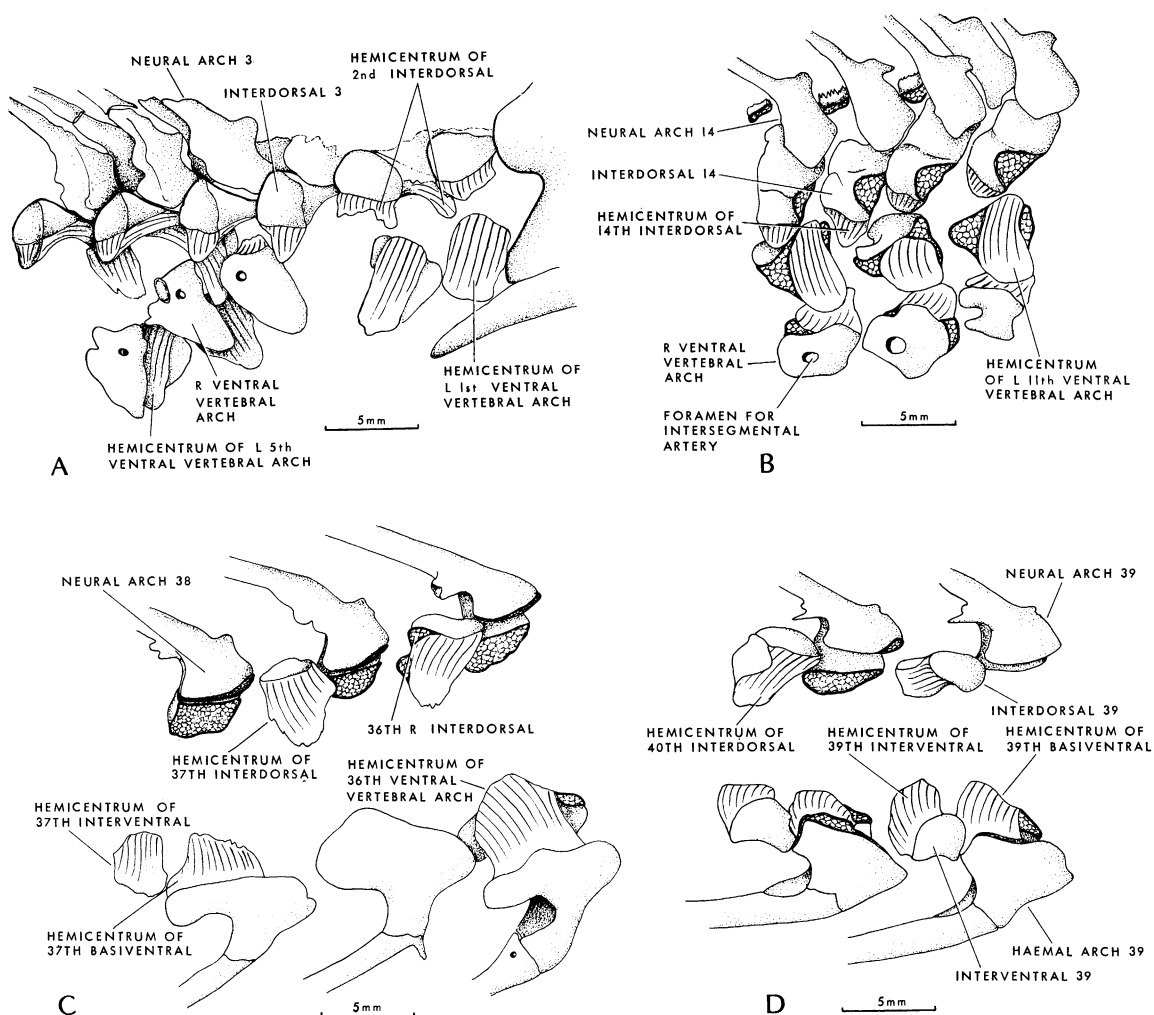 NEURAL ARCH 3
INTERDORSAL 3
HEMICENTRUM OF
2nd INTERDORSAL
R VENTRAL
VERTEBRAL
ARCH
HEMICENTRUM OF L 5th
VENTRAL VERTEBRAL ARCH
HEMICENTRUM OF
L 1st VENTRAL
VERTEBRAL ARCH
5mm
A
NEURAL ARCH 14
INTERDORSAL 14
HEMICENTRUM OF
14TH INTERDORSAL
R VENTRAL
VERTEBRAL
ARCH
FORAMEN FOR
INTERSEGMENTAL
ARTERY
HEMICENTRUM
OF L 11th VENTRAL
VERTEBRAL ARCH
5mm
B
NEURAL ARCH 38
36TH R INTERDORSAL
HEMICENTRUM OF
37TH INTERDORSAL
HEMICENTRUM OF
36TH VENTRAL
VERTEBRAL ARCH
HEMICENTRUM OF
37TH INTERVENTRAL
HEMICENTRUM OF
37TH BASIVENTRAL
5mm
C
NEURAL ARCH 39
INTERDORSAL 39
HEMICENTRUM OF
40TH INTERDORSAL
HEMICENTRUM OF
39TH INTERVENTRAL
HEMICENTRUM OF
39TH BASIVENTRAL
HAEMAL ARCH 39
INTERVENTRAL 39
5mm
D